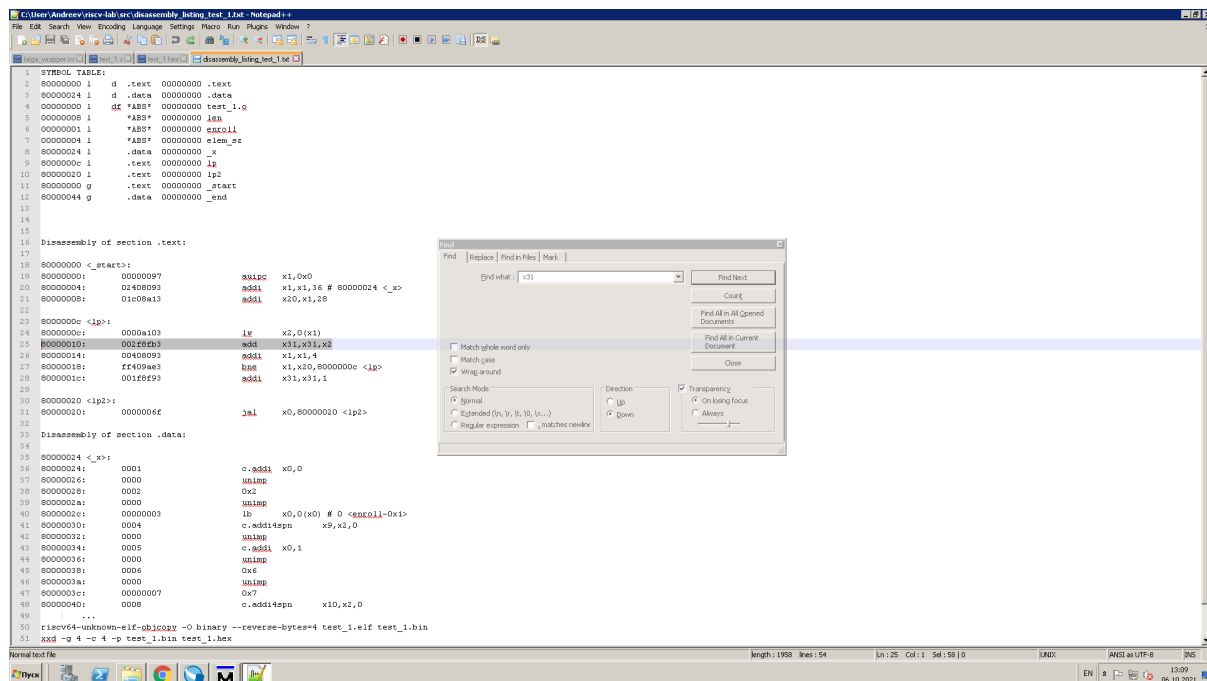 C:\User\Andreev\riscv-lab\src\disassembly_listing_test_1.txt - Notepad++
File Edit Search View Encoding Language Settings Macro Run Plugins Window ?
taiga_wrapper.sv test_1.s test_1.hex disassembly_listing_test_1.txt
1 SYMBOL TABLE:
2 80000000 l    d  .text  00000000 .text
3 80000024 l    d  .data  00000000 .data
4 00000000 l    df *ABS*  00000000 test_1.o
5 00000008 l       *ABS*  00000000 len
6 00000001 l       *ABS*  00000000 enroll
7 00000004 l       *ABS*  00000000 elem_sz
8 80000024 l       .data  00000000 _x
9 8000000c l       .text  00000000 lp
10 80000020 l       .text  00000000 lp2
11 80000000 g       .text  00000000 _start
12 80000044 g       .data  00000000 _end
13
14
15
16 Disassembly of section .text:
17
18 80000000 <_start>:
19 80000000: 00000097 auipc x1,0x0
20 80000004: 02408093 addi x1,x1,36 # 80000024 <_x>
21 80000008: 01c08a13 addi x20,x1,28
22
23 8000000c <lp>:
24 8000000c: 0000a103 lw x2,0(x1)
25 80000010: 002f8fb3 add x31,x31,x2
26 80000014: 00408093 addi x1,x1,4
27 80000018: ff409ae3 bne x1,x20,8000000c <lp>
28 8000001c: 001f8f93 addi x31,x31,1
29
30 80000020 <lp2>:
31 80000020: 0000006f jal x0,80000020 <lp2>
32
33 Disassembly of section .data:
34
35 80000024 <_x>:
36 80000024: 0001 c.addi x0,0
37 80000026: 0000 unimp
38 80000028: 0002 0x2
39 8000002a: 0000 unimp
40 8000002c: 00000003 lb x0,0(x0) # 0 <enroll-0x1>
41 80000030: 0004 c.addi4spn x9,x2,0
42 80000032: 0000 unimp
43 80000034: 0005 c.addi x0,1
44 80000036: 0000 unimp
45 80000038: 0006 0x6
46 8000003a: 0000 unimp
47 8000003c: 00000007 0x7
48 80000040: 0008 c.addi4spn x10,x2,0
49 ...
50 riscv64-unknown-elf-objcopy -O binary --reverse-bytes=4 test_1.elf test_1.bin
51 xxd -g 4 -c 4 -p test_1.bin test_1.hex
Find
Find Replace Find in Files Mark
Find what : x31
Find Next
Count
Find All in All Opened Documents
Find All in Current Document
Close
Match whole word only
Match case
Wrap around
Search Mode
Normal
Extended (\n, \r, \t, \0, \x...)
Regular expression . matches newline
Direction
Up
Down
Transparency
On losing focus
Always
Normal text file length : 1958 lines : 54 Ln : 25 Col : 1 Sel : 58 | 0 UNIX ANSI as UTF-8 INS
Пуск EN 13:09
06.10.2021